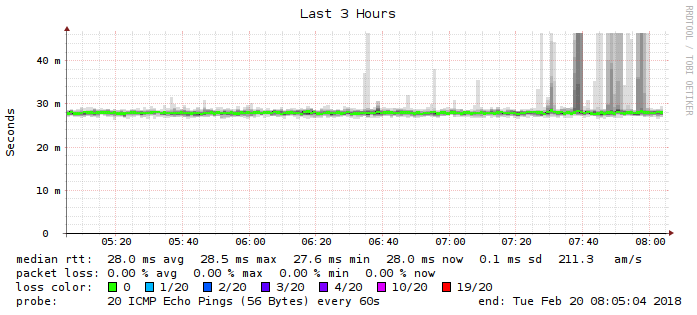 Last 3 Hours
RRDTOOL / TOBI OETIKER
Seconds
40 m
30 m
20 m
10 m
0
05:20 05:40 06:00 06:20 06:40 07:00 07:20 07:40 08:00
median rtt: 28.0 ms avg 28.5 ms max 27.6 ms min 28.0 ms now 0.1 ms sd 211.3 am/s
packet loss: 0.00 % avg 0.00 % max 0.00 % min 0.00 % now
loss color: 0 1/20 2/20 3/20 4/20 10/20 19/20
probe: 20 ICMP Echo Pings (56 Bytes) every 60s end: Tue Feb 20 08:05:04 2018